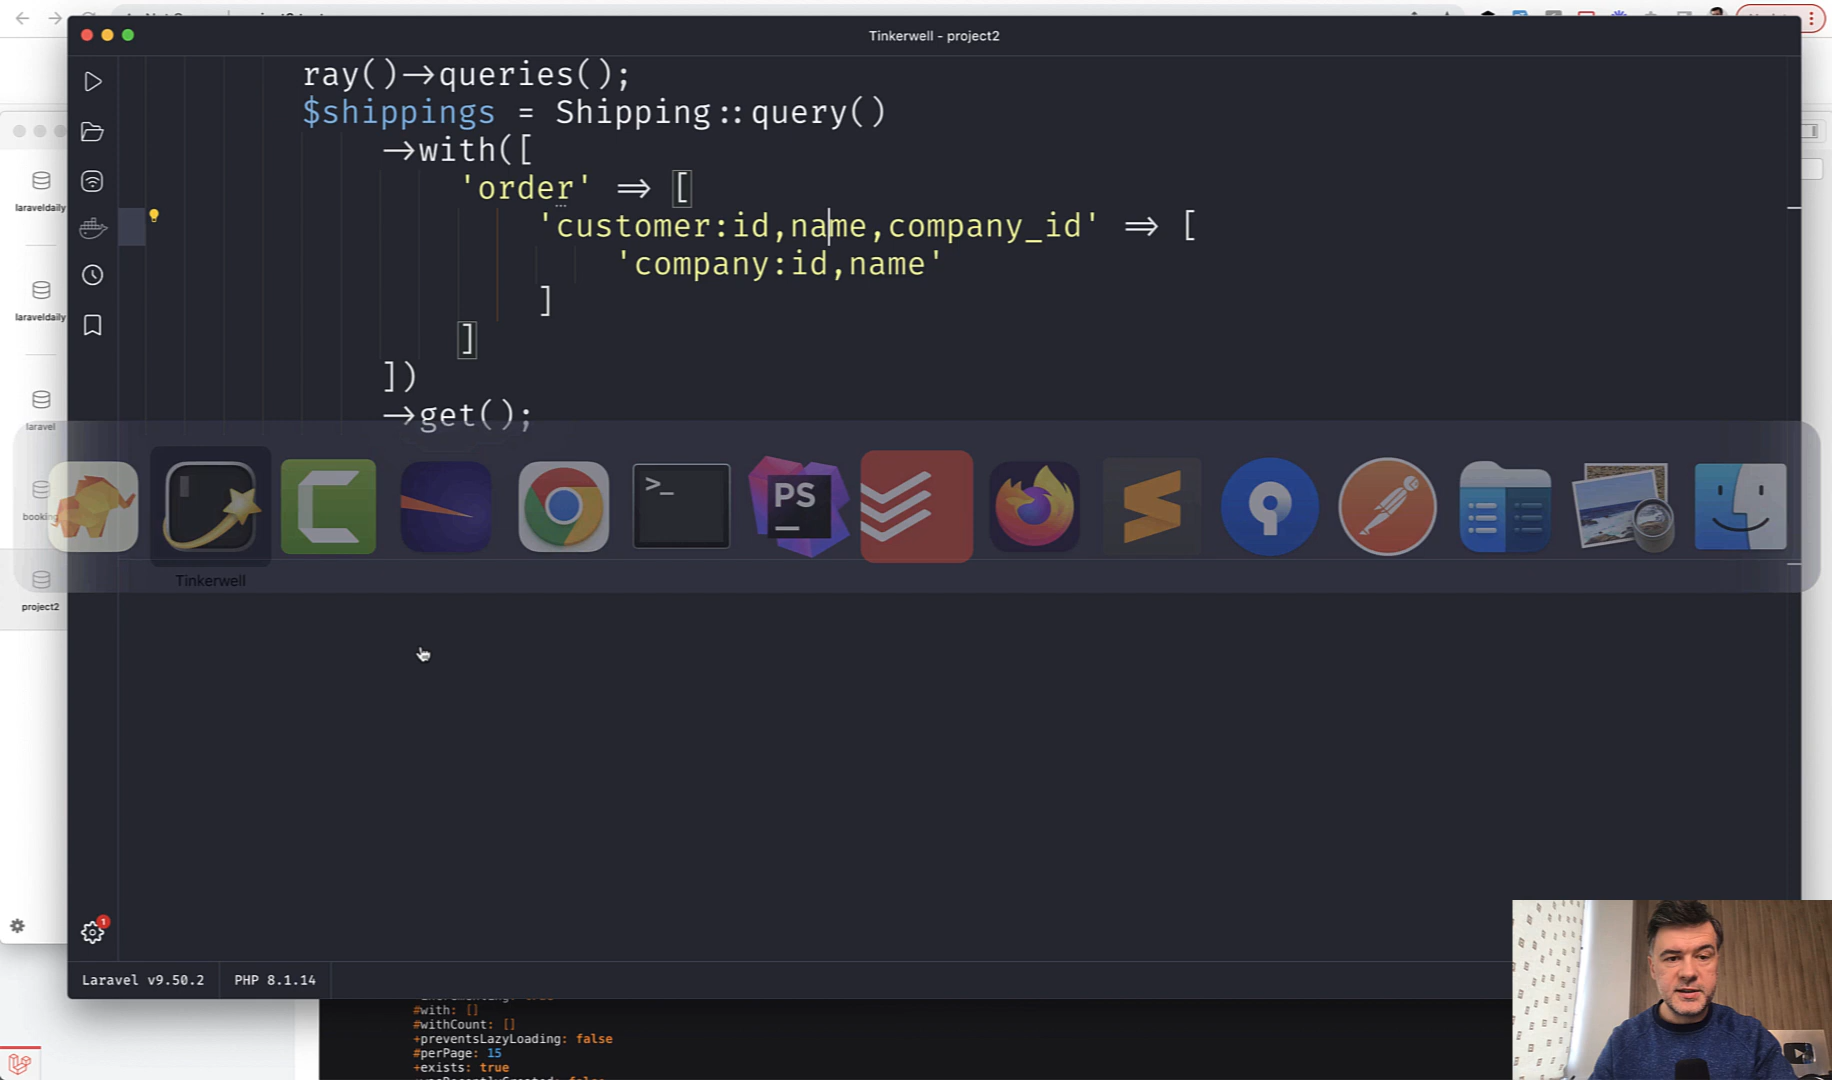 Tinkerwell - project2
ray()->queries();
$shippings = Shipping::query()
->with([
'order' => [
'customer:id,name,company_id' => [
'company:id,name'
]
]
])
->get();
laraveldaily
laraveldaily
laravel
booking
project2
>_
PS
Tinkerwell
1
Laravel v9.50.2
PHP 8.1.14
#with: []
#withCount: []
+preventsLazyLoading: false
#perPage: 15
+exists: true